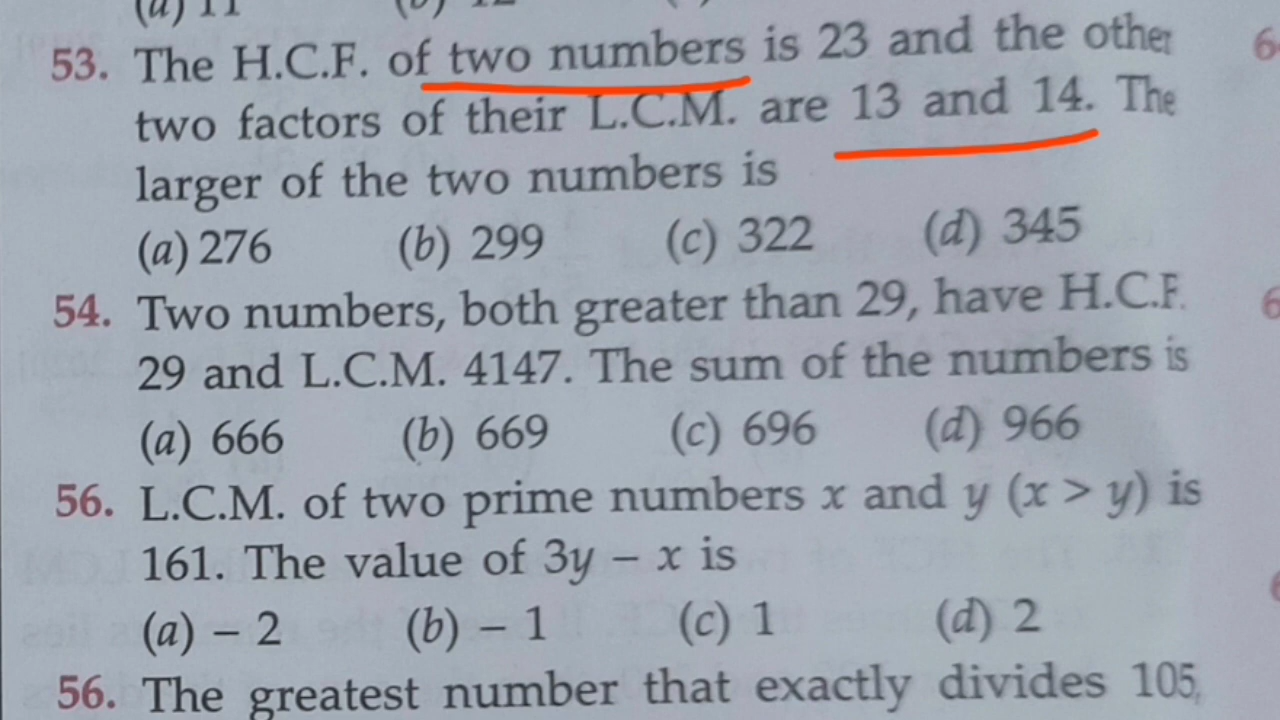 (a) 11
53. The H.C.F. of two numbers is 23 and the other
two factors of their L.C.M. are 13 and 14. The
larger of the two numbers is
(a) 276 (b) 299 (c) 322 (d) 345
54. Two numbers, both greater than 29, have H.C.F.
29 and L.C.M. 4147. The sum of the numbers is
(a) 666 (b) 669 (c) 696 (d) 966
56. L.C.M. of two prime numbers x and y (x > y) is
161. The value of 3y – x is
(a) – 2 (b) – 1 (c) 1 (d) 2
56. The greatest number that exactly divides 105,